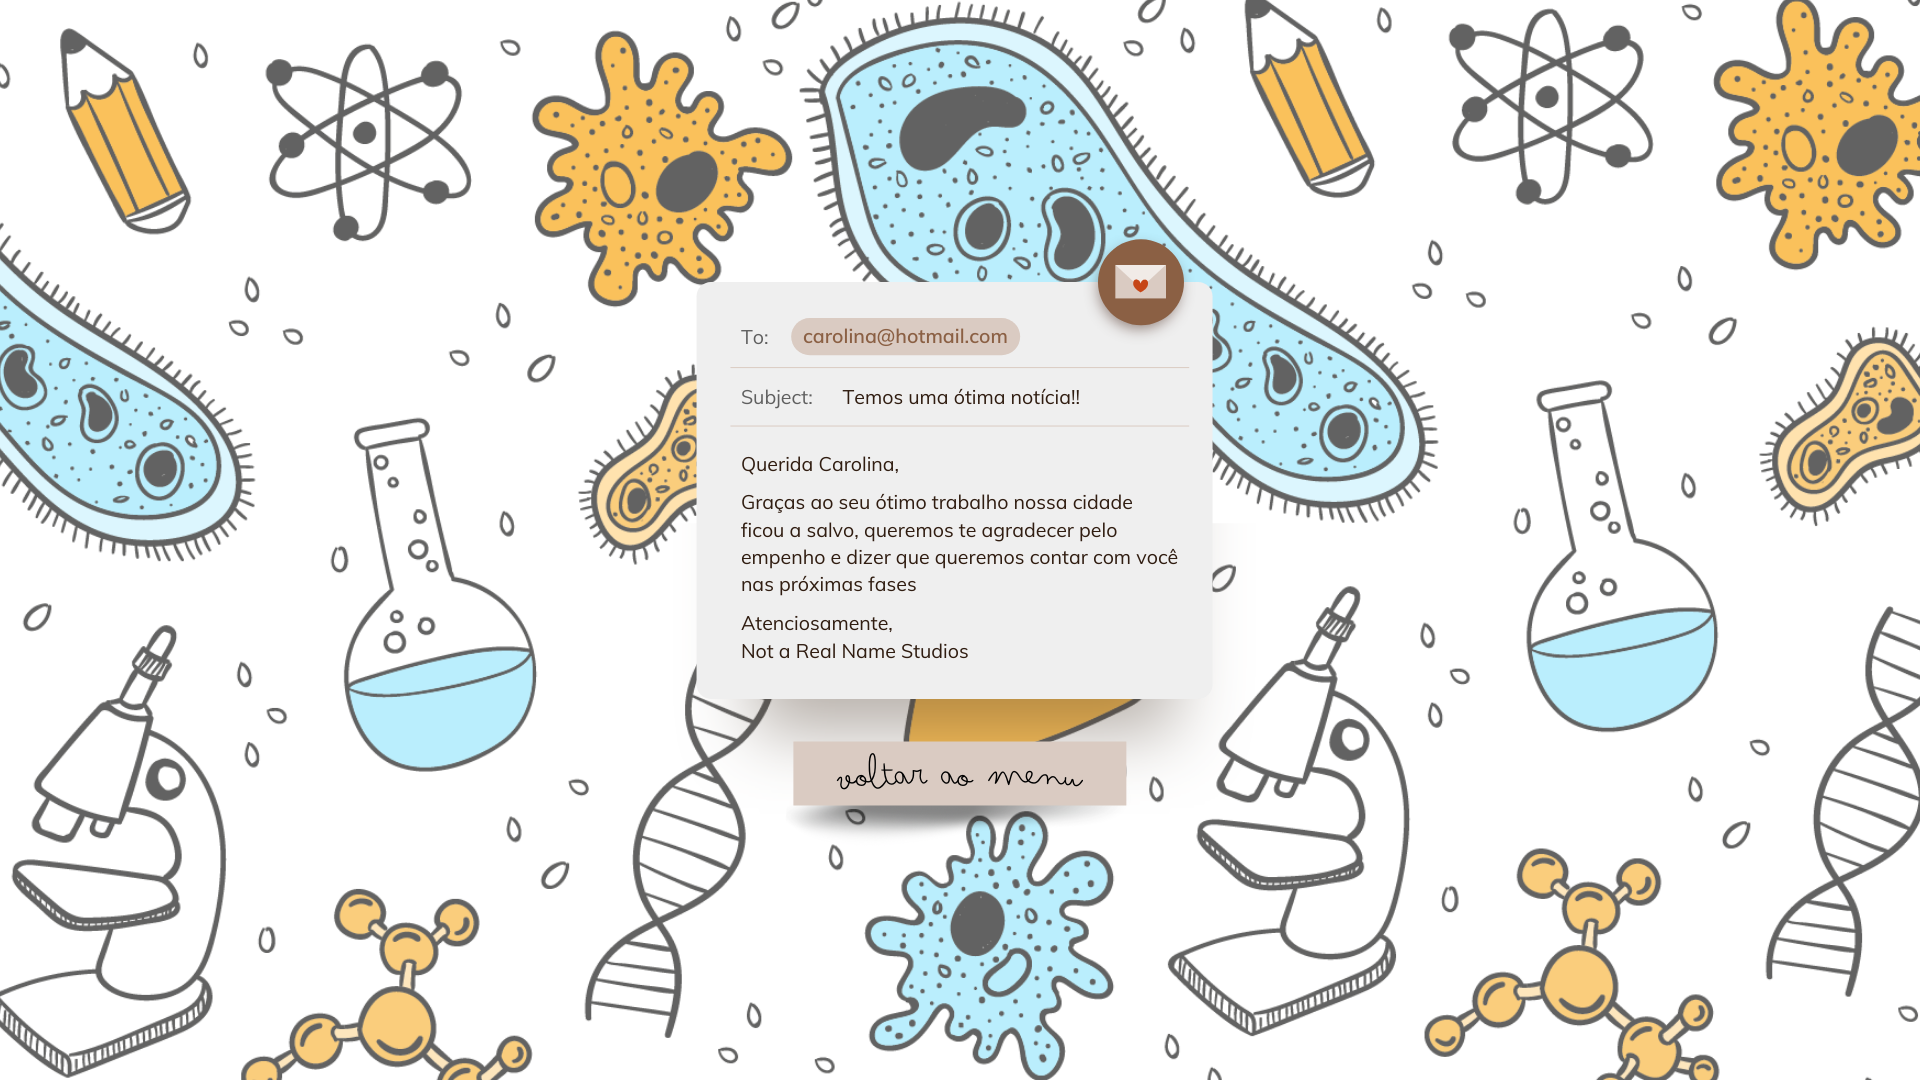 To: carolina@hotmail.com
Subject: Temos uma ótima notícia!!
Querida Carolina,
Graças ao seu ótimo trabalho nossa cidade
ficou a salvo, queremos te agradecer pelo
empenho e dizer que queremos contar com você
nas próximas fases
Atenciosamente,
Not a Real Name Studios
voltar ao menu